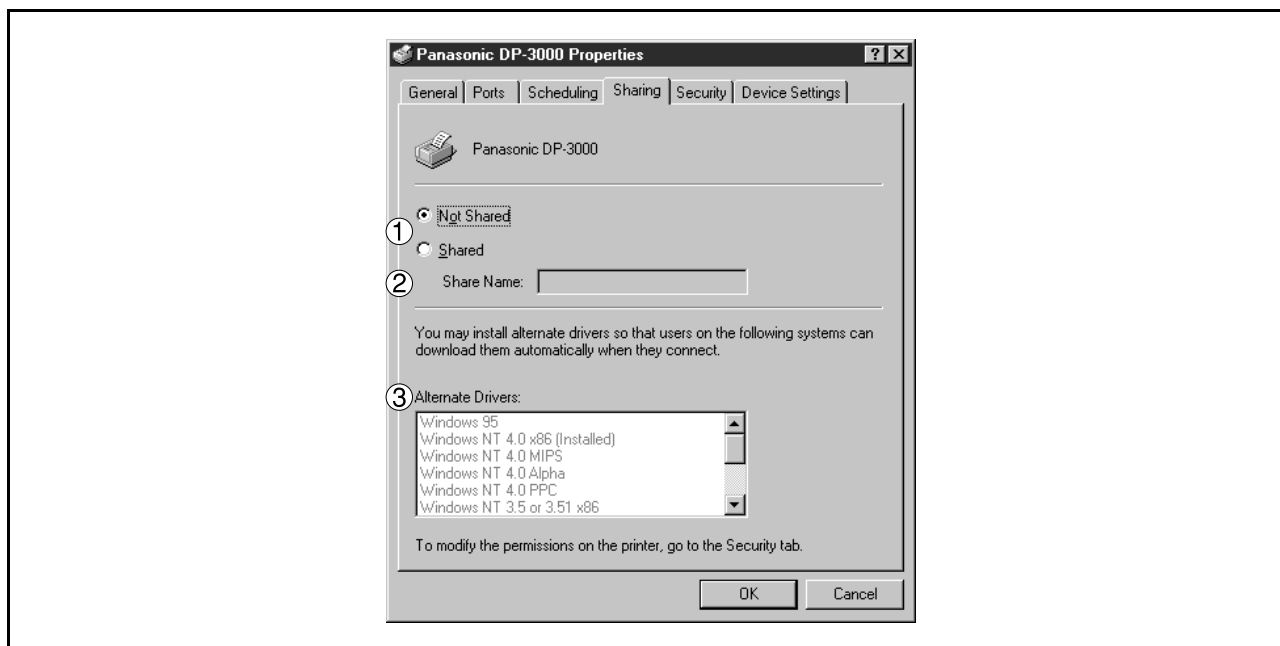 Panasonic DP-3000 Properties
General Ports Scheduling Sharing Security Device Settings
Panasonic DP-3000
① Not Shared
Shared
② Share Name:
You may install alternate drivers so that users on the following systems can
download them automatically when they connect.
③ Alternate Drivers:
Windows 95
Windows NT 4.0 x86 (Installed)
Windows NT 4.0 MIPS
Windows NT 4.0 Alpha
Windows NT 4.0 PPC
Windows NT 3.5 or 3.51 x86
To modify the permissions on the printer, go to the Security tab.
OK Cancel